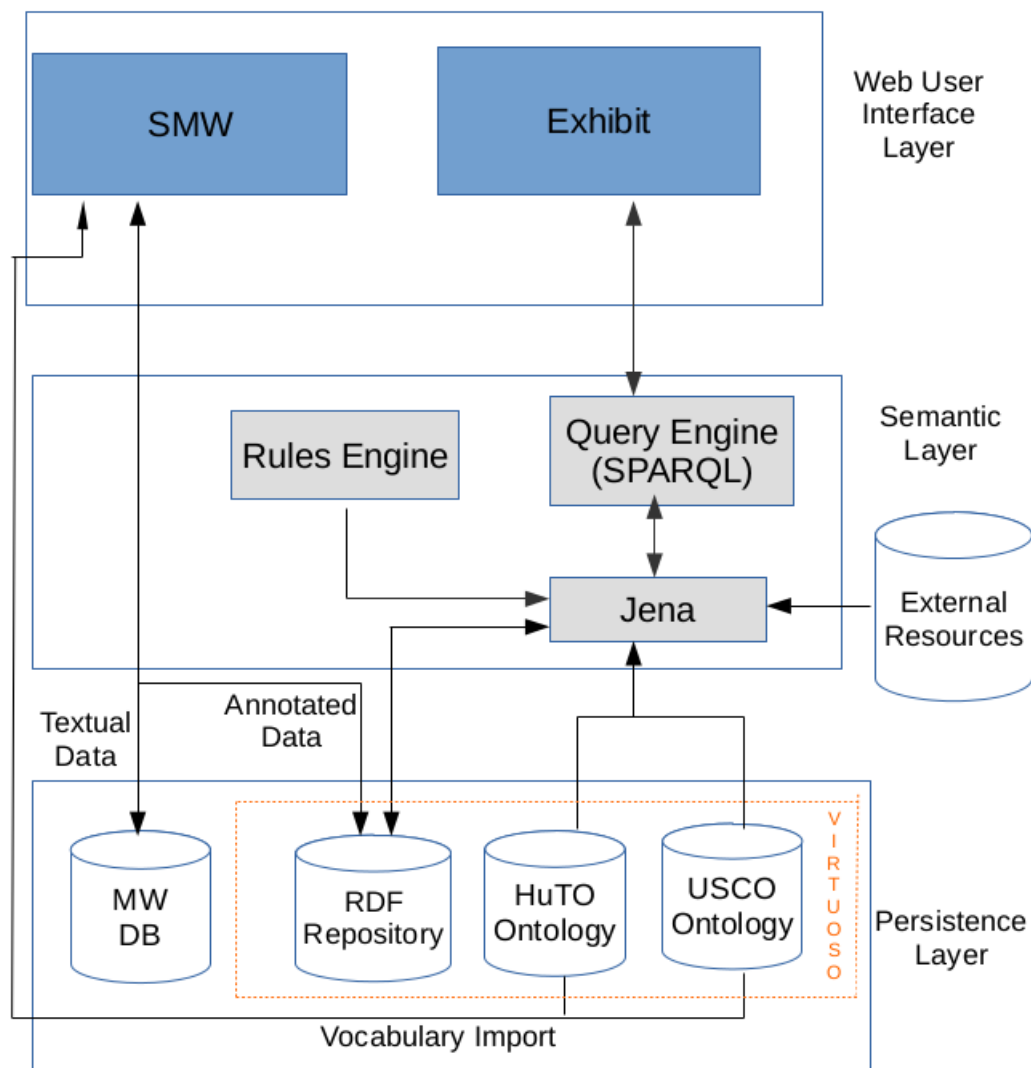 SMW
Exhibit
Web User
Interface
Layer
Rules Engine
Query Engine
(SPARQL)
Semantic
Layer
Jena
External
Resources
Textual
Data
Annotated
Data
MW
DB
RDF
Repository
HuTO
Ontology
USCO
Ontology
VIRTUOSO
Persistence
Layer
Vocabulary Import